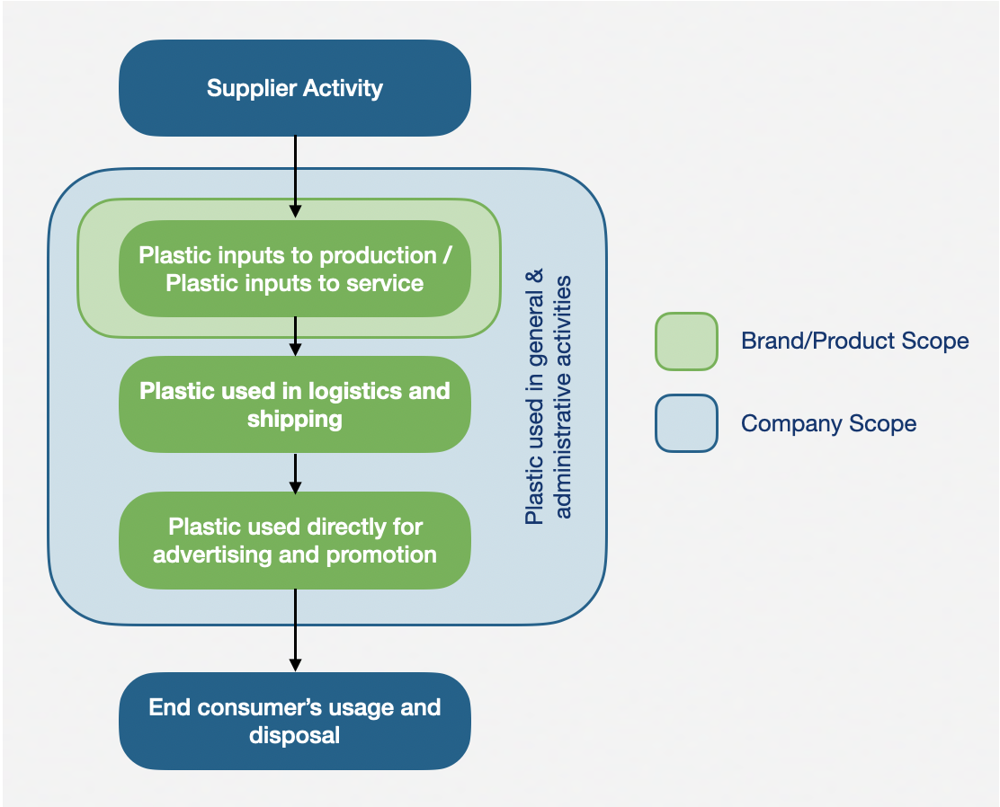 Supplier Activity
Plastic inputs to production /
Plastic inputs to service
Plastic used in logistics and
shipping
Plastic used directly for
advertising and promotion
Plastic used in general &
administrative activities
End consumer’s usage and
disposal
Brand/Product Scope
Company Scope